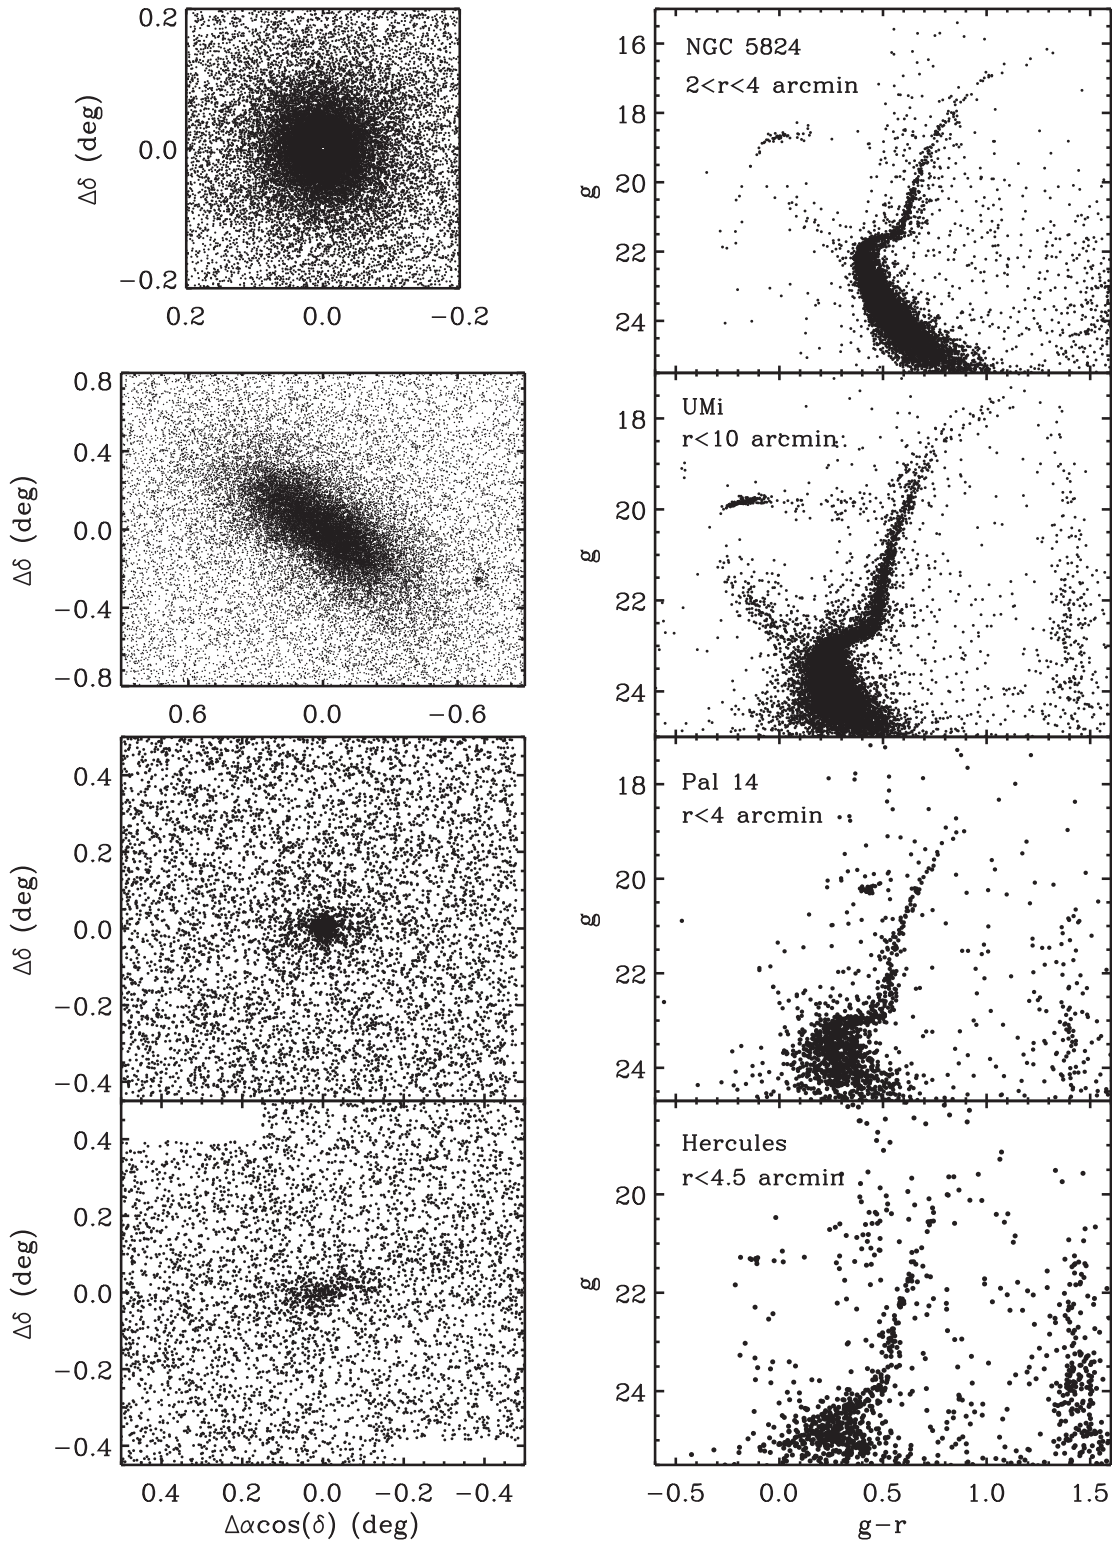 0.2
0.0
−0.2
Δδ (deg)
0.2 0.0 −0.2
NGC 5824
2<r<4 arcmin
16
18
20
22
24
g
0.8
0.4
0.0
−0.4
−0.8
Δδ (deg)
0.6 0.0 −0.6
UMi
r<10 arcmin
18
20
22
24
g
0.4
0.2
0.0
−0.2
−0.4
Δδ (deg)
Pal 14
r<4 arcmin
18
20
22
24
g
0.4
0.2
0.0
−0.2
−0.4
Δδ (deg)
0.4 0.2 0.0 −0.2 −0.4
Δαcos(δ) (deg)
Hercules
r<4.5 arcmin
20
22
24
g
−0.5 0.0 0.5 1.0 1.5
g−r